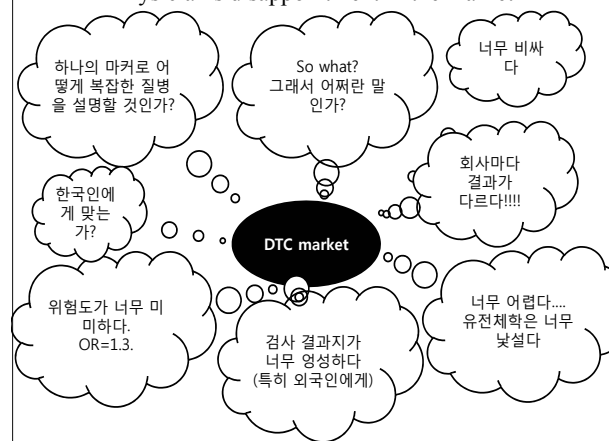 하나의 마커로 어
떻게 복잡한 질병
을 설명할 것인가?
So what?
그래서 어쩌란 말
인가?
너무 비싸
다
한국인에
게 맞는
가?
회사마다
결과가
다르다!!!!
DTC market
위험도가 너무 미
미하다.
OR=1.3.
검사 결과지가
너무 엉성하다
(특히 외국인에게)
너무 어렵다....
유전체학은 너무
낯설다